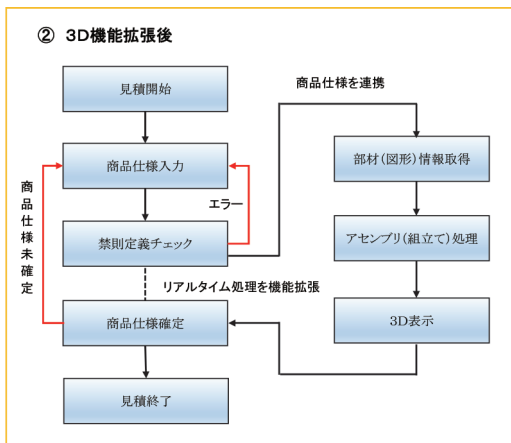 ② 3D機能拡張後
見積開始
商品仕様を連携
商品仕様入力
部材(図形)情報取得
商品仕様未確定
エラー
禁則定義チェック
アセンブリ(組立て)処理
リアルタイム処理を機能拡張
商品仕様確定
3D表示
見積終了